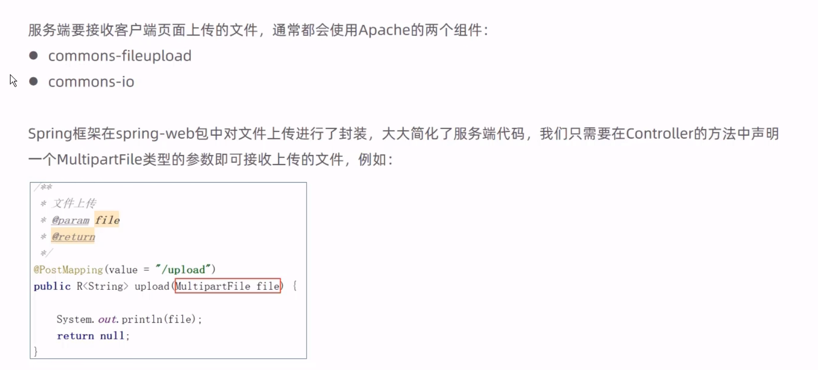 服务端要接收客户端页面上传的文件，通常都会使用Apache的两个组件：
● commons-fileupload
● commons-io
Spring框架在spring-web包中对文件上传进行了封装，大大简化了服务端代码，我们只需要在Controller的方法中声明
一个MultipartFile类型的参数即可接收上传的文件，例如：
/**
 * 文件上传
 * @param file
 * @return
 */
@PostMapping(value = "/upload")
public R<String> upload(MultipartFile file) {
    System.out.println(file);
    return null;
}